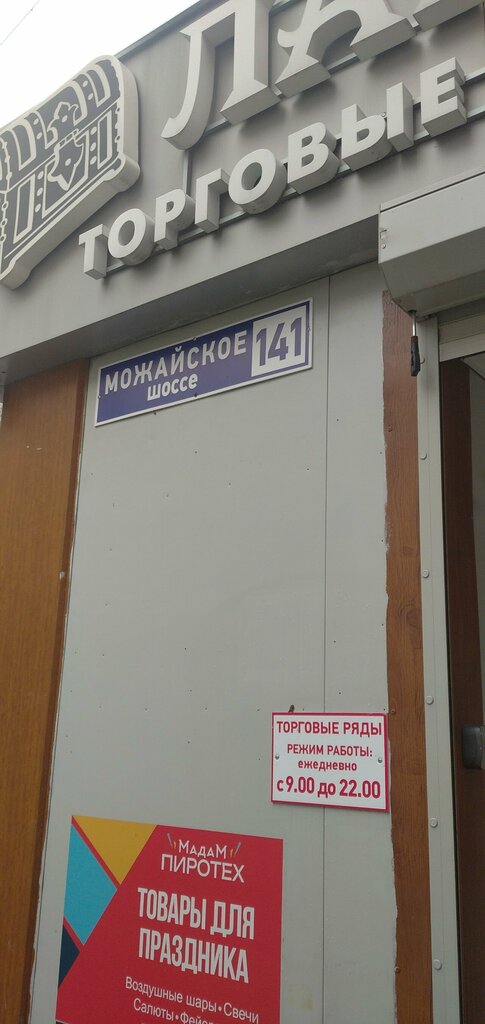 ТОРГОВЫЕ
МОЖАЙСКОЕ
шоссе
141
ТОРГОВЫЕ РЯДЫ
РЕЖИМ РАБОТЫ:
ежедневно
с 9.00 до 22.00
МадаМ
ПИРОТЕХ
ТОВАРЫ ДЛЯ
ПРАЗДНИКА
Воздушные шары•Свечи
Салюты•